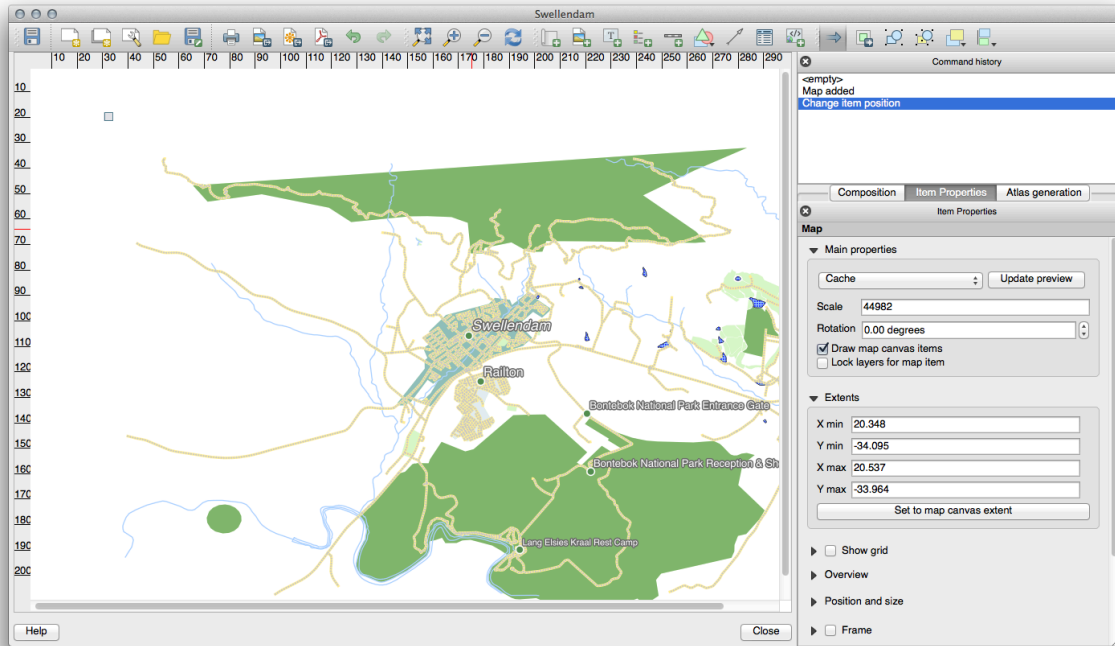 Swellendam
10 20 30 40 50 60 70 80 90 100 110 120 130 140 150 160 170 180 190 200 210 220 230 240 250 260 270 280 290
Command history
<empty>
Map added
Change item position
Composition Item Properties Atlas generation
Item Properties
Map
Main properties
Cache Update preview
Scale 44982
Rotation 0.00 degrees
Draw map canvas items
Lock layers for map item
Extents
X min 20.348
Y min -34.095
X max 20.537
Y max -33.964
Set to map canvas extent
Show grid
Overview
Position and size
Frame
10
20
30
40
50
60
70
80
90
100
110
120
130
140
150
160
170
180
190
200
Swellendam
Railton
Bontebok National Park Entrance Gate
Bontebok National Park Reception & Sh
Lang Elsies Kraal Rest Camp
Help Close